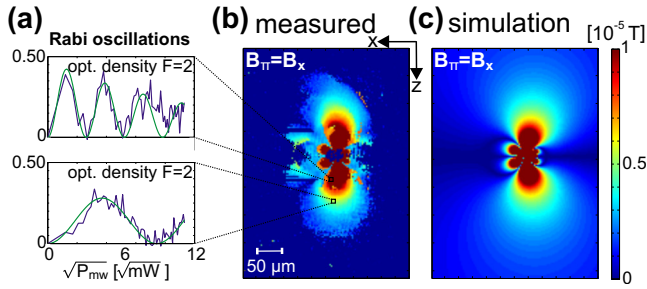 (a)
Rabi oscillations
0.50
opt. density F=2
0
0.50
opt. density F=2
0
0 6 12
√P_mw [√mW]
(b) measured
x
z
B_π=B_x
50 µm
(c) simulation
B_π=B_x
[10⁻⁵ T]
1
0.5
0